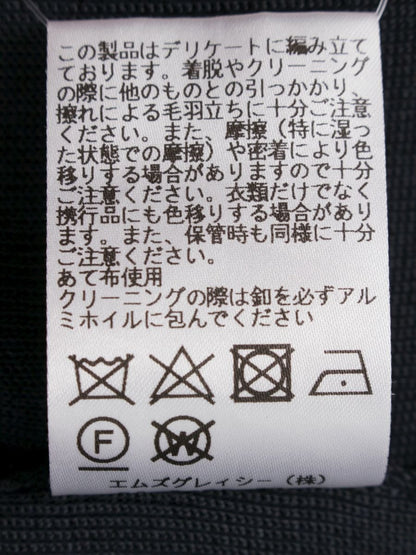 この製品はデリケートに編み立て
ております。着脱やクリーニング
の際に他のものとの引っかかり、
擦れによる毛羽立ちに十分ご注意
ください。また、摩擦（特に湿っ
た状態での摩擦）や密着により色
移りする場合がありますので十分
ご注意ください。衣類だけでなく
携行品にも色移りする場合があり
ます。また、保管時も同様に十分
ご注意ください。
あて布使用
クリーニングの際は釦を必ずアル
ミホイルに包んでください
F W
エムズグレイシー（株）